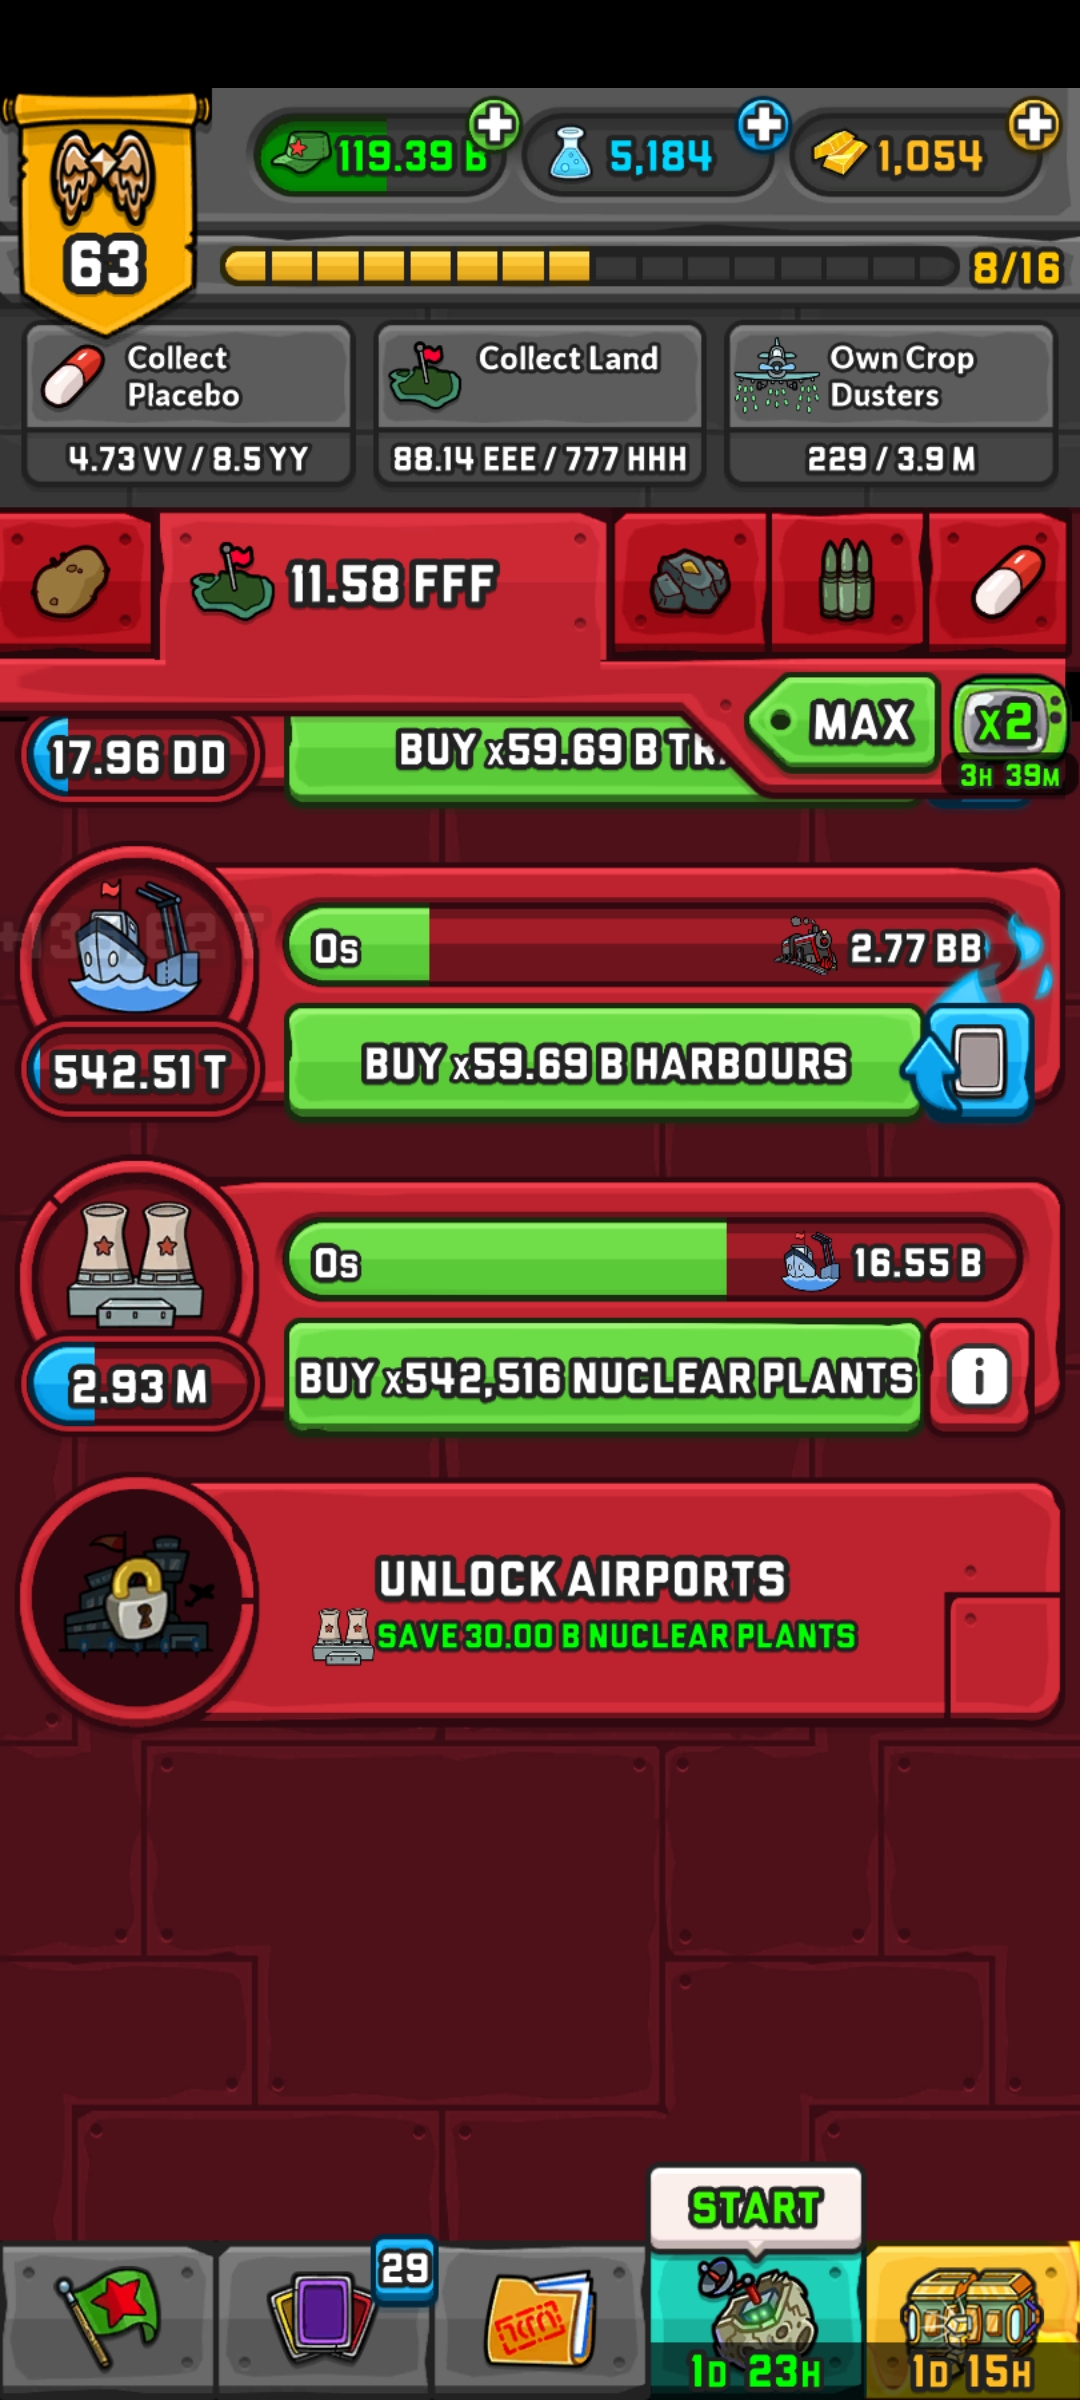 119.39 B
5,184
1,054
63
8/16
Collect Placebo
4.73 VV / 8.5 YY
Collect Land
88.14 EEE / 777 HHH
Own Crop Dusters
229 / 3.9 M
11.58 FFF
MAX
x2
3H 39M
17.96 DD
BUY x59.69 B
0s
2.77 BB
542.51 T
BUY x59.69 B HARBOURS
0s
16.55 B
2.93 M
BUY x542,516 NUCLEAR PLANTS
i
UNLOCK AIRPORTS
SAVE 30.00 B NUCLEAR PLANTS
START
29
1D 23H
1D 15H